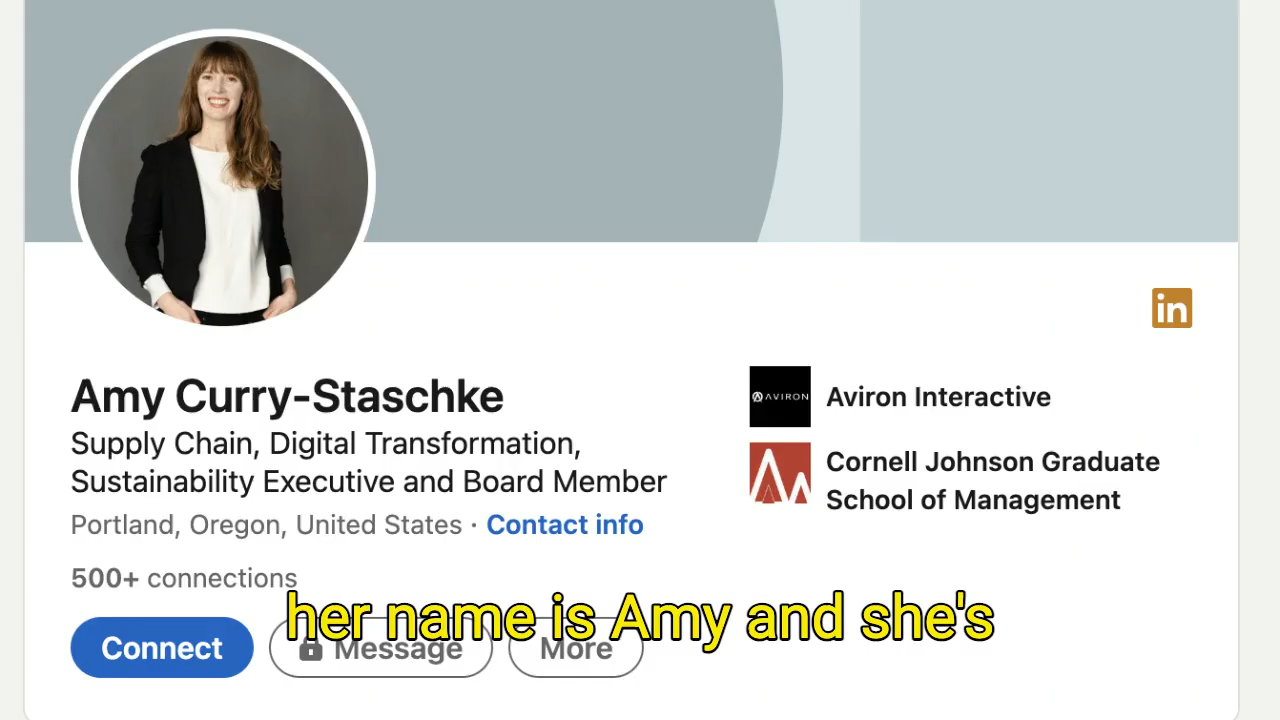 in
Amy Curry-Staschke
Supply Chain, Digital Transformation,
Sustainability Executive and Board Member
Portland, Oregon, United States · Contact info
500+ connections
AVIRON
Aviron Interactive
Cornell Johnson Graduate
School of Management
her name is Amy and she's
Connect
Message
More